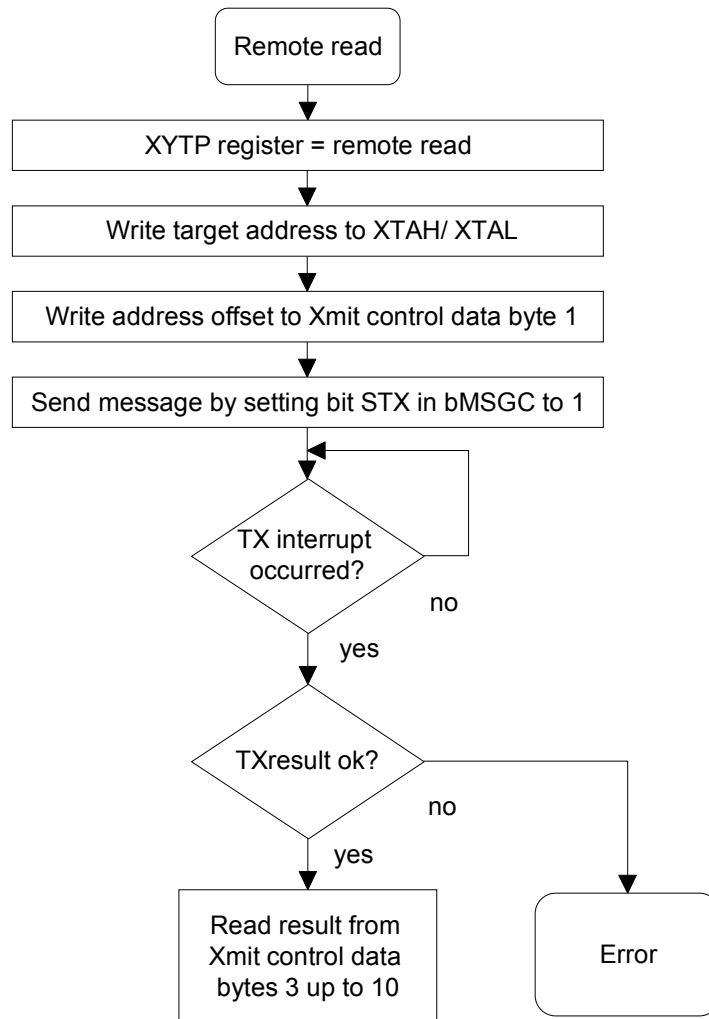 Remote read
XYTP register = remote read
Write target address to XTAH/ XTAL
Write address offset to Xmit control data byte 1
Send message by setting bit STX in bMSGC to 1
TX interrupt
occurred?
no
yes
TXresult ok?
no
yes
Read result from
Xmit control data
bytes 3 up to 10
Error